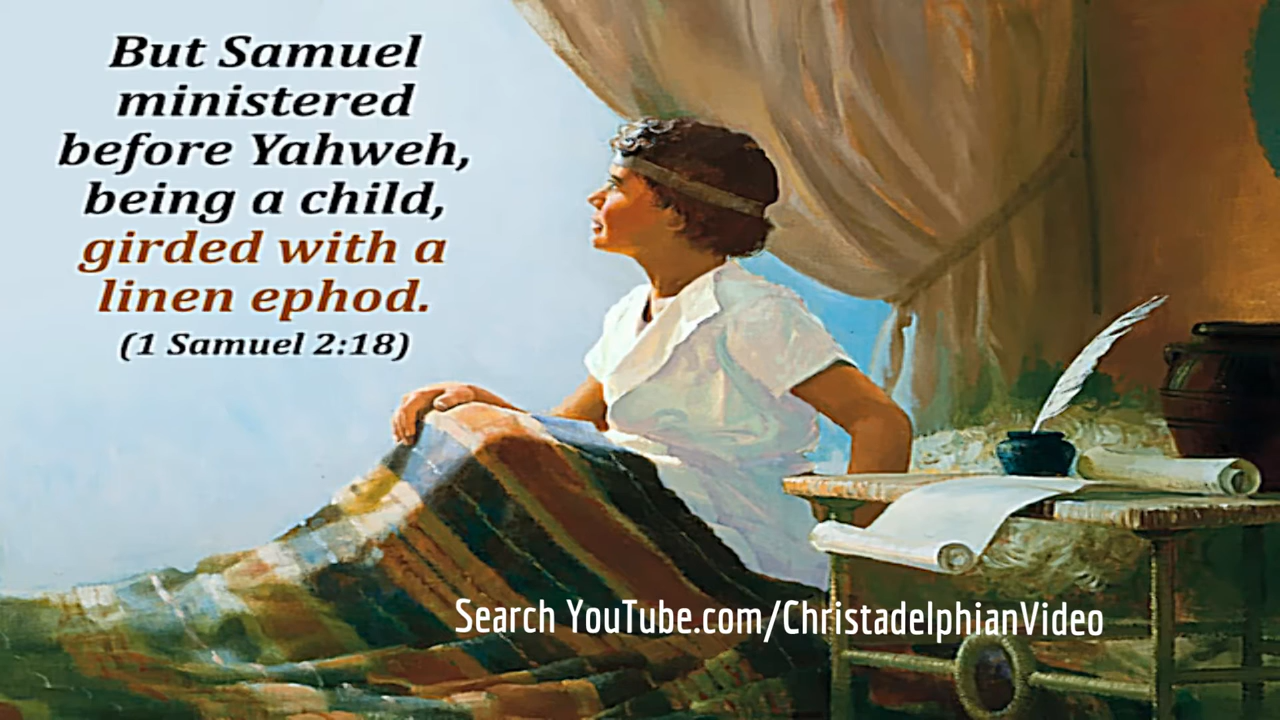 But Samuel
ministered
before Yahweh,
being a child,
girded with a
linen ephod.
(1 Samuel 2:18)
Search YouTube.com/ChristadelphianVideo